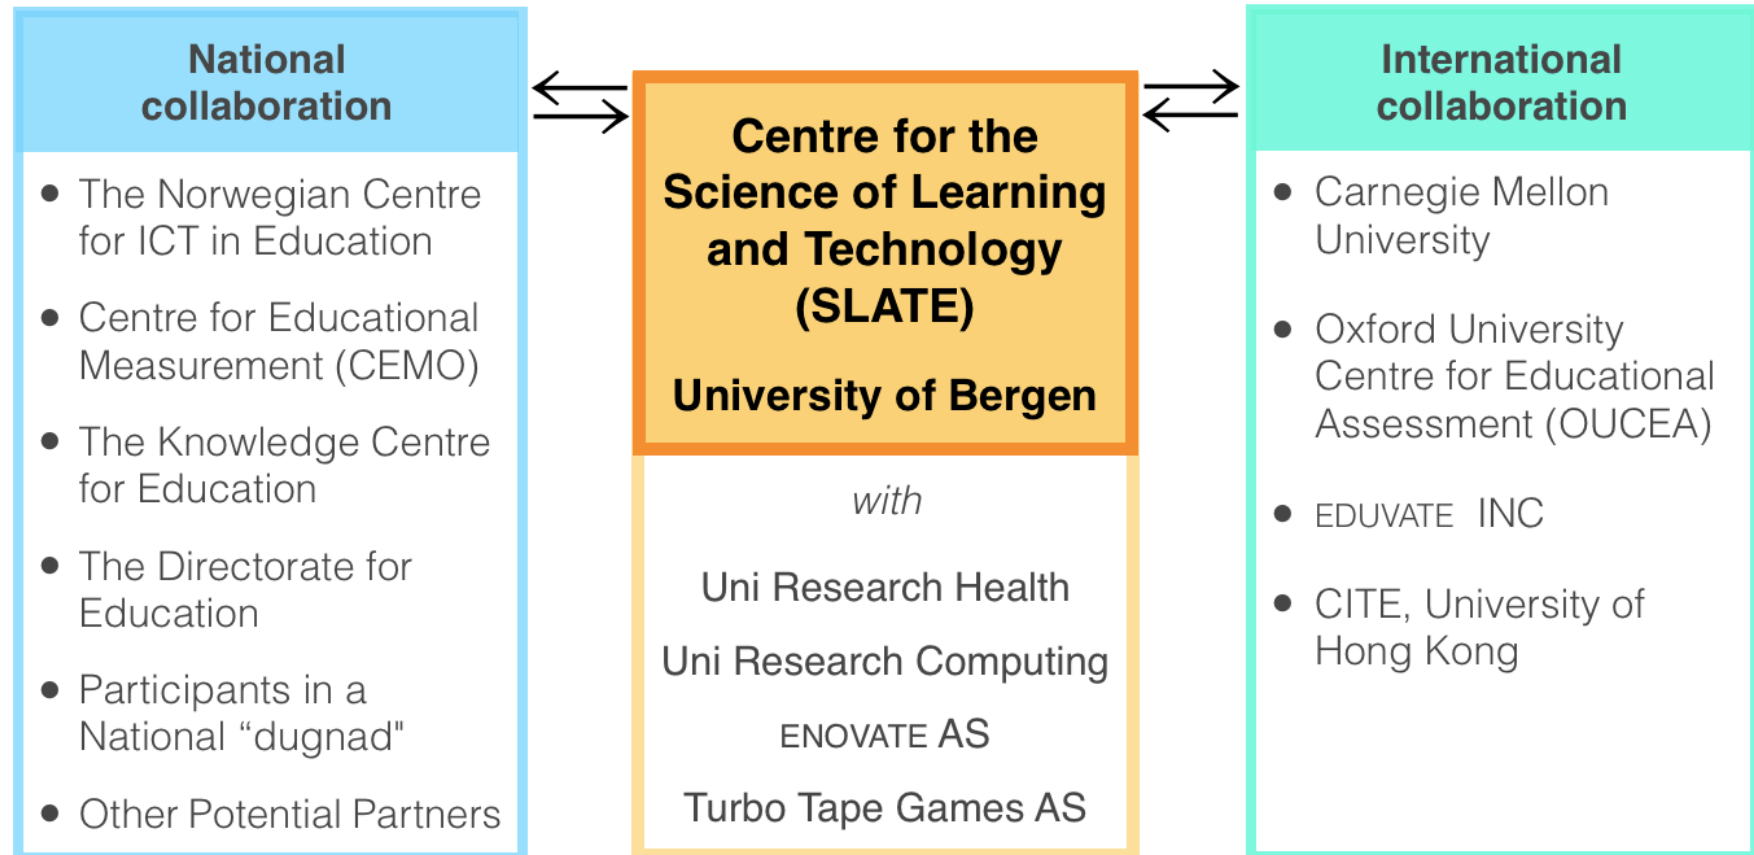 National
collaboration
● The Norwegian Centre
for ICT in Education
● Centre for Educational
Measurement (CEMO)
● The Knowledge Centre
for Education
● The Directorate for
Education
● Participants in a
National “dugnad"
● Other Potential Partners
Centre for the
Science of Learning
and Technology
(SLATE)
University of Bergen
with
Uni Research Health
Uni Research Computing
ENOVATE AS
Turbo Tape Games AS
International
collaboration
● Carnegie Mellon
University
● Oxford University
Centre for Educational
Assessment (OUCEA)
● EDUVATE INC
● CITE, University of
Hong Kong